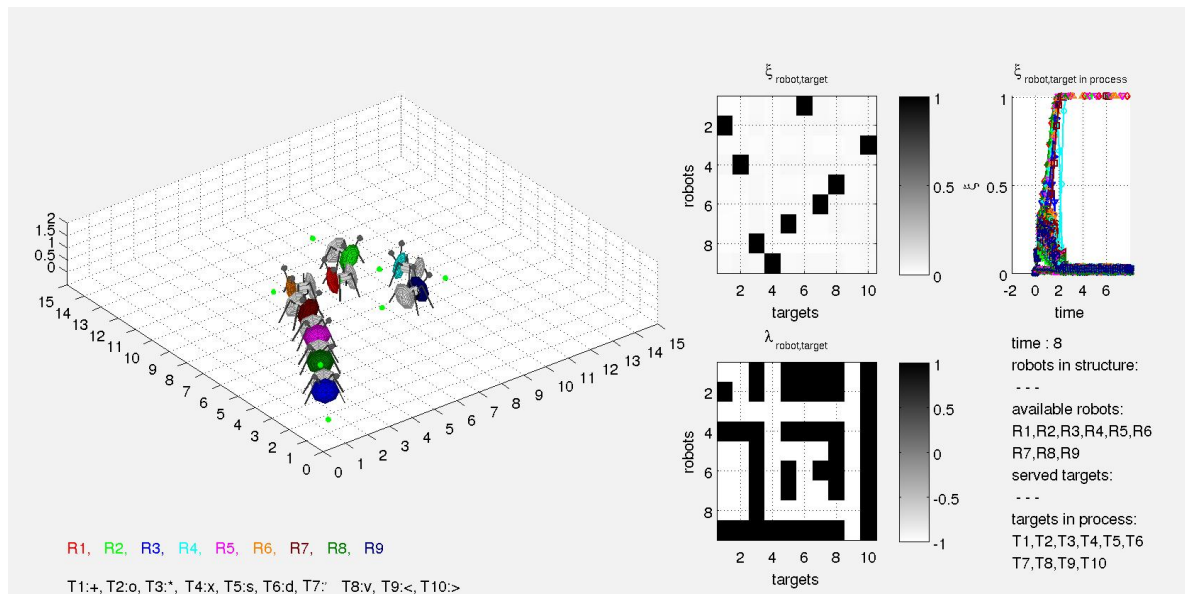 ξ robot,target
ξ robot,target in process
1
0.5
0
2
4
6
8
robots
2 4 6 8 10
targets
1
0.5
0
ξ
-2 0 2 4 6
time
2
1.5
1
0.5
0
15
14
13
12
11
10
9
8
7
6
5
4
3
2
1
0
0
1
2
3
4
5
6
7
8
9
10
11
12
13
14
15
λ robot,target
1
0.5
0
-0.5
-1
2
4
6
8
robots
2 4 6 8 10
targets
time : 8
robots in structure:
- - -
available robots:
R1,R2,R3,R4,R5,R6
R7,R8,R9
served targets:
- - -
targets in process:
T1,T2,T3,T4,T5,T6
T7,T8,T9,T10
R1, R2, R3, R4, R5, R6, R7, R8, R9
T1:+, T2:o, T3:*, T4:x, T5:s, T6:d, T7: T8:v, T9:<, T10:>